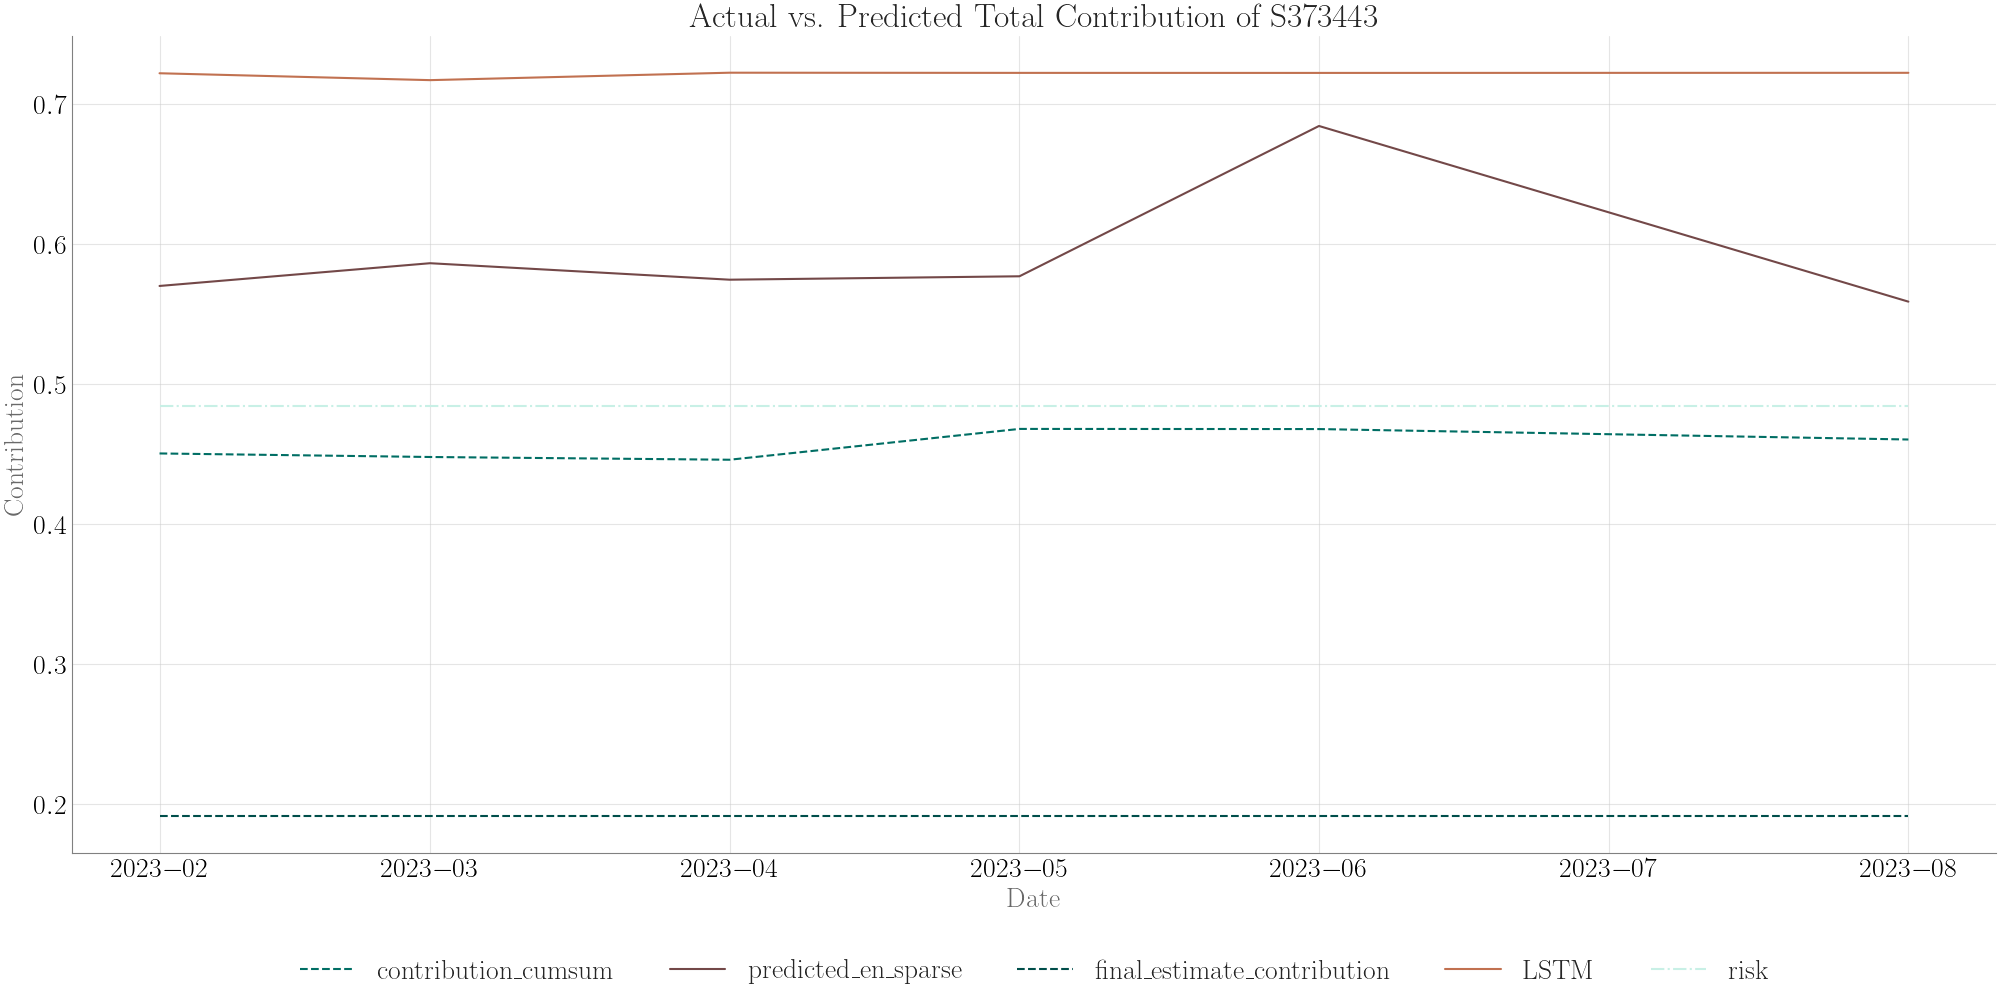 Actual vs. Predicted Total Contribution of S373443
Contribution
0.7
0.6
0.5
0.4
0.3
0.2
2023−02 2023−03 2023−04 2023−05 2023−06 2023−07 2023−08
Date
contribution_cumsum predicted_en_sparse final_estimate_contribution LSTM risk